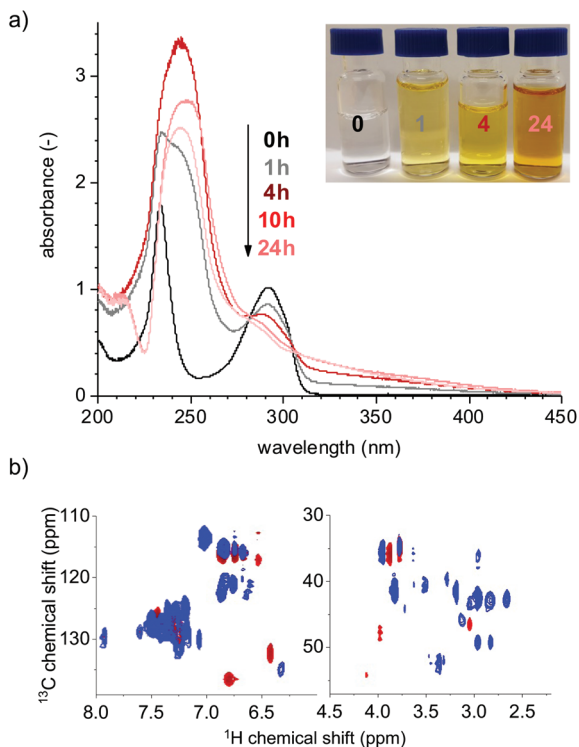 a)
3
2
1
0
absorbance (-)
200
250
300
350
400
450
wavelength (nm)
0h
1h
4h
10h
24h
0
1
4
24
b)
110
120
130
¹³C chemical shift (ppm)
8.0
7.5
7.0
6.5
30
40
50
4.5
4.0
3.5
3.0
2.5
¹H chemical shift (ppm)